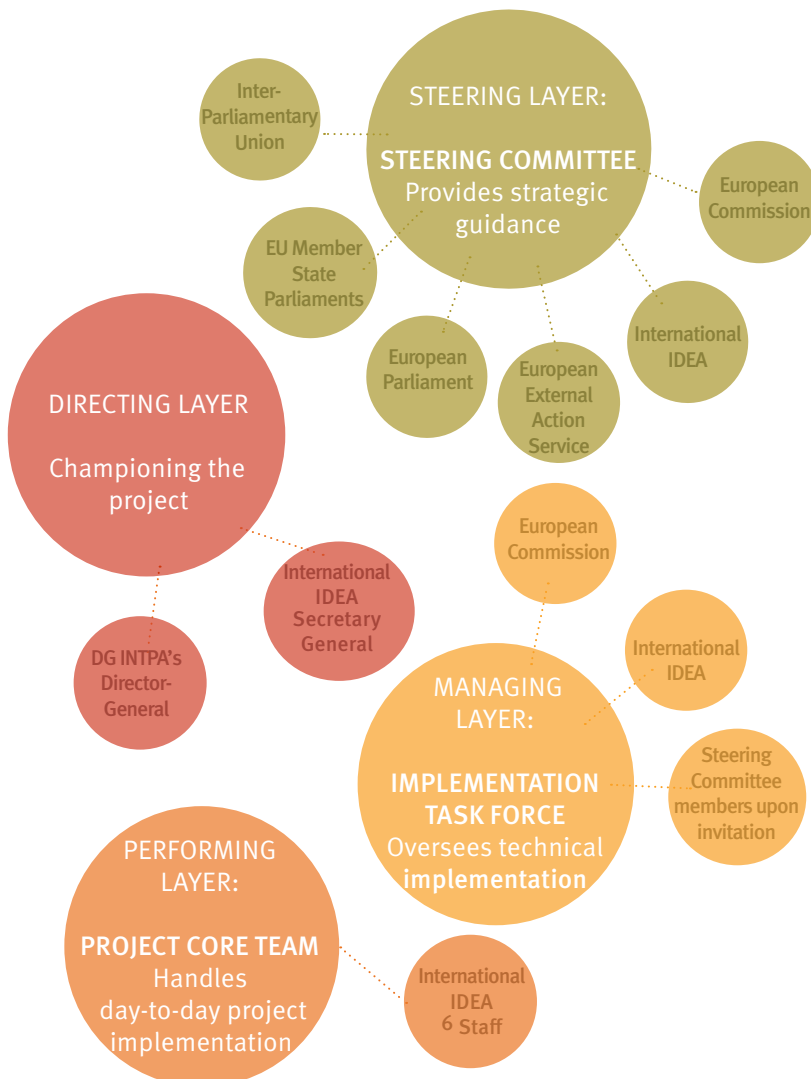 STEERING LAYER:
STEERING COMMITTEE
Provides strategic
guidance
Inter-
Parliamentary
Union
European
Commission
EU Member
State
Parliaments
International
IDEA
European
Parliament
European
External
Action
Service
DIRECTING LAYER
Championing the
project
International
IDEA
Secretary
General
DG INTPA's
Director-
General
European
Commission
MANAGING
LAYER:
IMPLEMENTATION
TASK FORCE
Oversees technical
implementation
International
IDEA
Steering
Committee
members upon
invitation
PERFORMING
LAYER:
PROJECT CORE TEAM
Handles
day-to-day project
implementation
International
IDEA
6 Staff